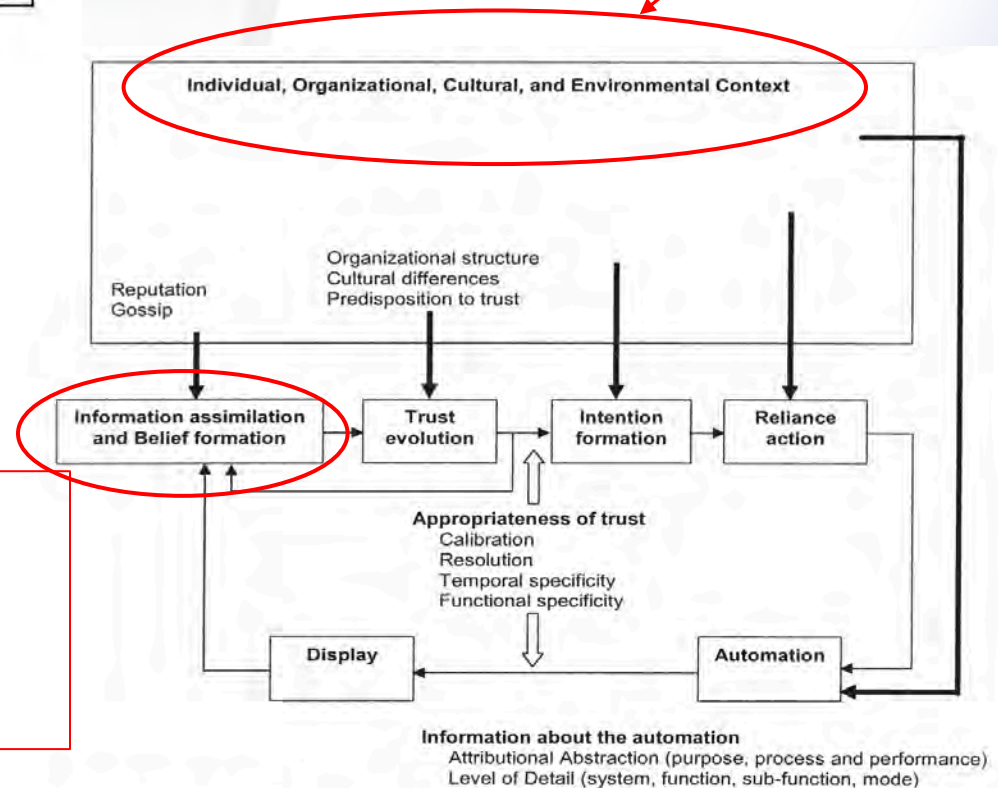 Individual, Organizational, Cultural, and Environmental Context
Reputation
Gossip
Organizational structure
Cultural differences
Predisposition to trust
Information assimilation
and Belief formation
Trust
evolution
Intention
formation
Reliance
action
Appropriateness of trust
Calibration
Resolution
Temporal specificity
Functional specificity
Display
Automation
Information about the automation
Attributional Abstraction (purpose, process and performance)
Level of Detail (system, function, sub-function, mode)